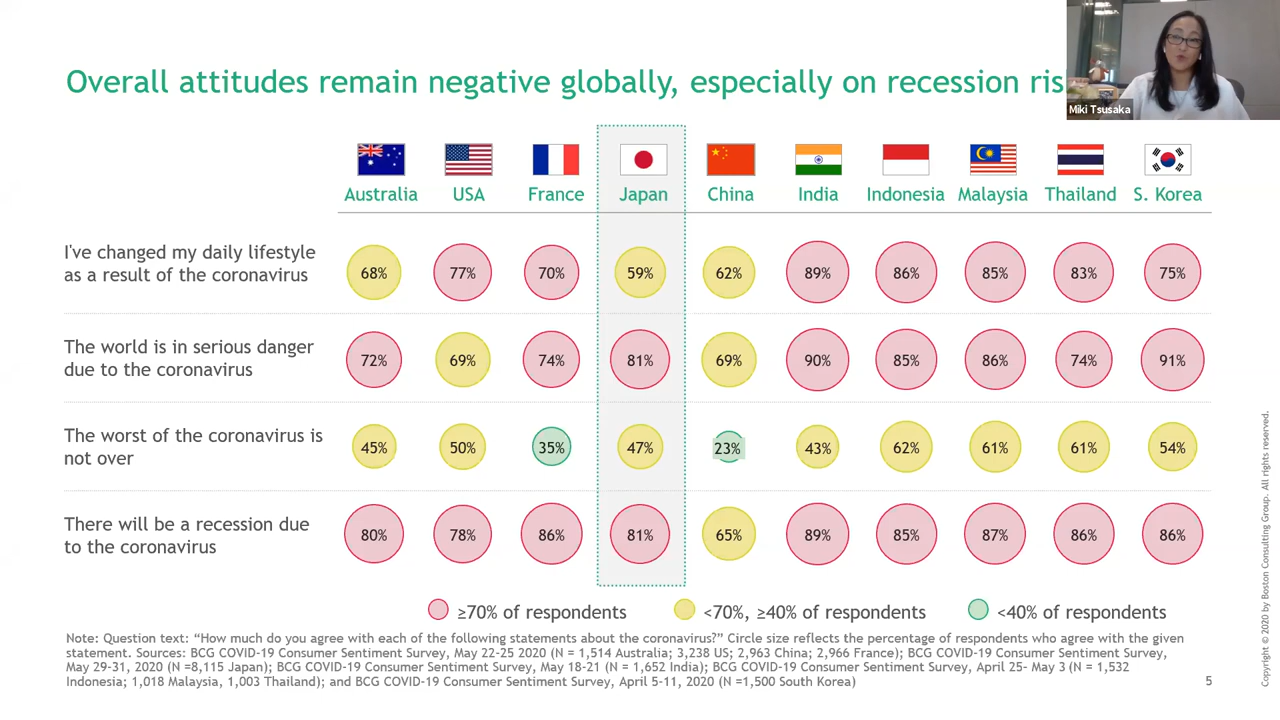 Overall attitudes remain negative globally, especially on recession ris
Miki Tsusaka
Australia USA France Japan China India Indonesia Malaysia Thailand S. Korea
I've changed my daily lifestyle
as a result of the coronavirus
68% 77% 70% 59% 62% 89% 86% 85% 83% 75%
The world is in serious danger
due to the coronavirus
72% 69% 74% 81% 69% 90% 85% 86% 74% 91%
The worst of the coronavirus is
not over
45% 50% 35% 47% 23% 43% 62% 61% 61% 54%
There will be a recession due
to the coronavirus
80% 78% 86% 81% 65% 89% 85% 87% 86% 86%
≥70% of respondents <70%, ≥40% of respondents <40% of respondents
Note: Question text: “How much do you agree with each of the following statements about the coronavirus?” Circle size reflects the percentage of respondents who agree with the given
statement. Sources: BCG COVID-19 Consumer Sentiment Survey, May 22-25 2020 (N = 1,514 Australia; 3,238 US; 2,963 China; 2,966 France); BCG COVID-19 Consumer Sentiment Survey,
May 29-31, 2020 (N =8,115 Japan); BCG COVID-19 Consumer Sentiment Survey, May 18-21 (N = 1,652 India); BCG COVID-19 Consumer Sentiment Survey, April 25- May 3 (N = 1,532
Indonesia; 1,018 Malaysia, 1,003 Thailand); and BCG COVID-19 Consumer Sentiment Survey, April 5-11, 2020 (N =1,500 South Korea)
5
Copyright © 2020 by Boston Consulting Group. All rights reserved.